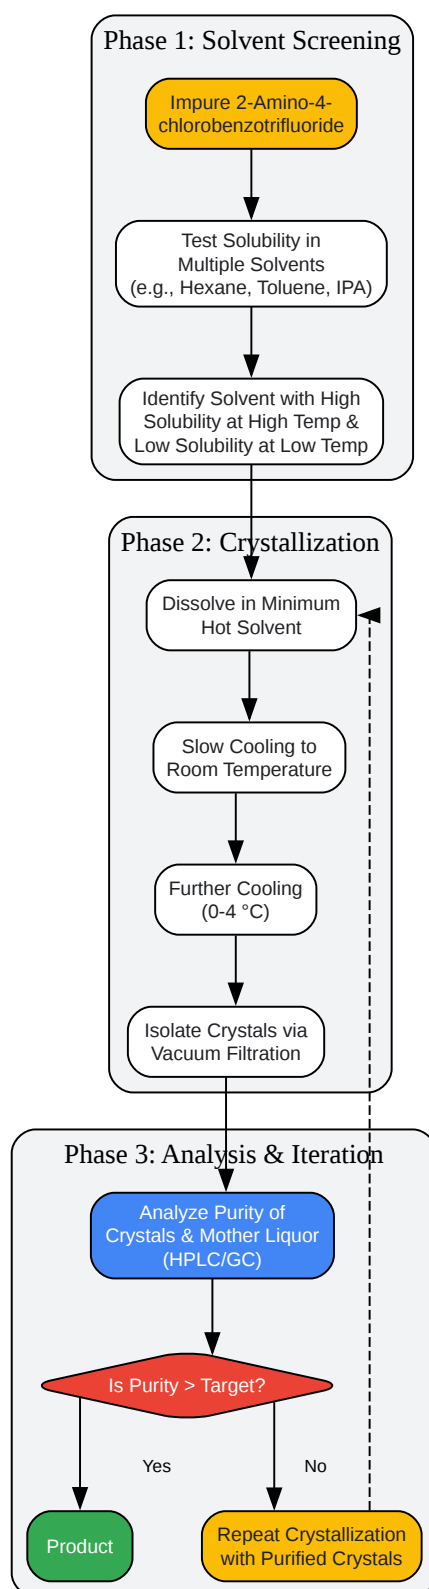 Phase 1: Solvent Screening
Impure 2-Amino-4-
chlorobenzotrifluoride
Test Solubility in
Multiple Solvents
(e.g., Hexane, Toluene, IPA)
Identify Solvent with High
Solubility at High Temp &
Low Solubility at Low Temp
Phase 2: Crystallization
Dissolve in Minimum
Hot Solvent
Slow Cooling to
Room Temperature
Further Cooling
(0-4 °C)
Isolate Crystals via
Vacuum Filtration
Phase 3: Analysis & Iteration
Analyze Purity of
Crystals & Mother Liquor
(HPLC/GC)
Is Purity > Target?
Yes
No
Product
Repeat Crystallization
with Purified Crystals